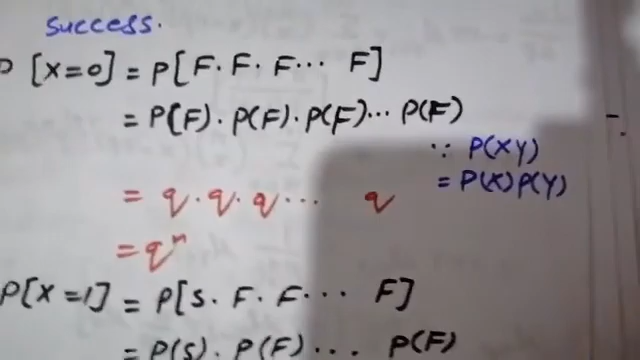 success.
P [X=0] = P[F. F. F... F]
= P(F). P(F). P(F)... P(F)
∵ P(XY)
= P(X)P(Y)
= q. q. q... q
= qⁿ
P[X=1] = P[S. F. F... F]
= P(S). P(F)... P(F)